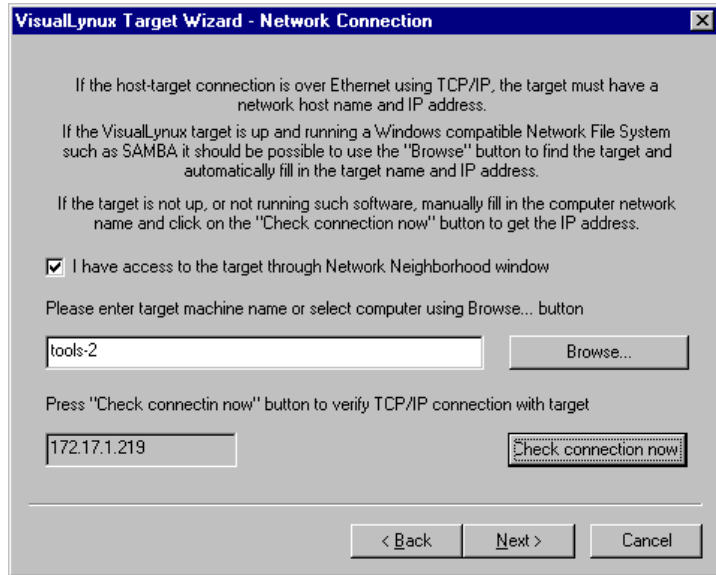 VisualLynux Target Wizard - Network Connection
If the host-target connection is over Ethernet using TCP/IP, the target must have a
network host name and IP address.
If the VisualLynux target is up and running a Windows compatible Network File System
such as SAMBA it should be possible to use the "Browse" button to find the target and
automatically fill in the target name and IP address.
If the target is not up, or not running such software, manually fill in the computer network
name and click on the "Check connection now" button to get the IP address.
I have access to the target through Network Neighborhood window
Please enter target machine name or select computer using Browse... button
tools-2
Browse...
Press "Check connectin now" button to verify TCP/IP connection with target
172.17.1.219
Check connection now
< Back
Next >
Cancel